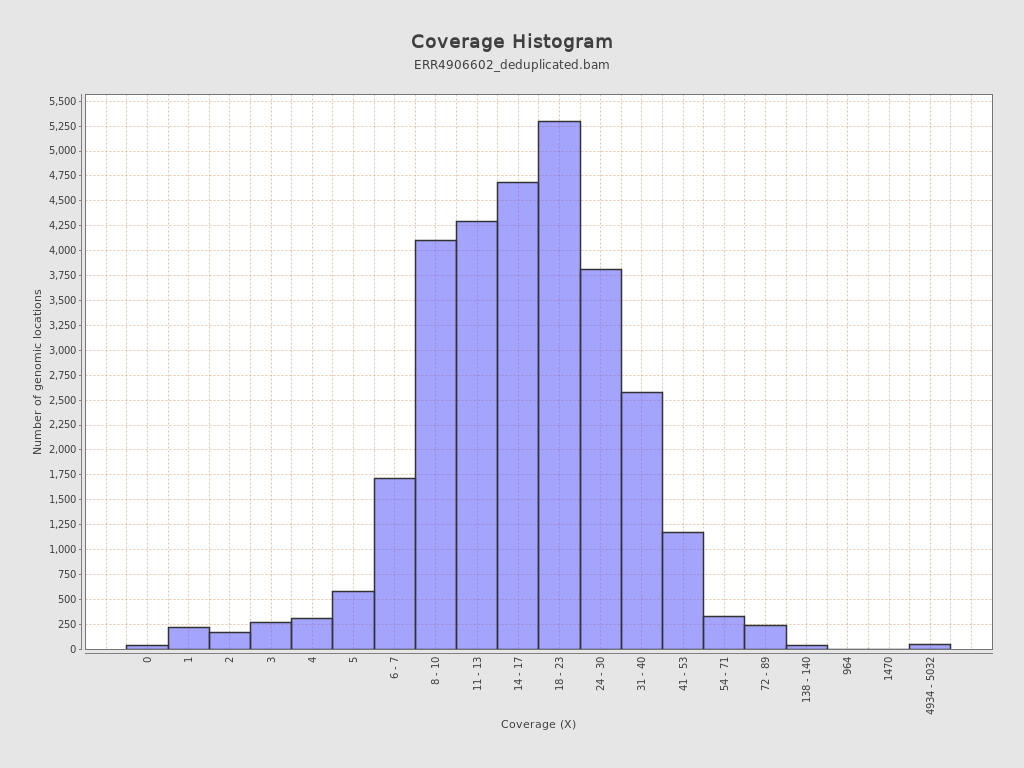 Coverage Histogram
ERR4906602_deduplicated.bam
Number of genomic locations
5,500
5,250
5,000
4,750
4,500
4,250
4,000
3,750
3,500
3,250
3,000
2,750
2,500
2,250
2,000
1,750
1,500
1,250
1,000
750
500
250
0
0
1
2
3
4
5
6 - 7
8 - 10
11 - 13
14 - 17
18 - 23
24 - 30
31 - 40
41 - 53
54 - 71
72 - 89
138 - 140
964
1470
4934 - 5032
Coverage (X)